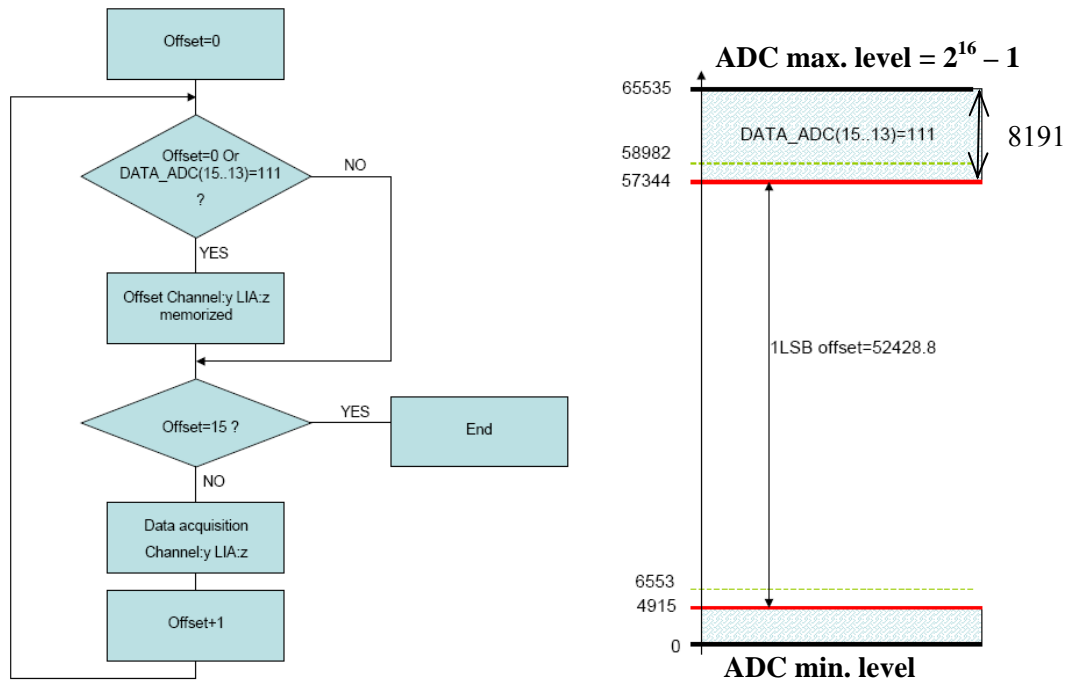 Offset=0
Offset=0 Or
DATA_ADC(15..13)=111
?
NO
YES
Offset Channel:y LIA:z
memorized
Offset=15 ?
YES
End
NO
Data acquisition
Channel:y LIA:z
Offset+1
ADC max. level = 2¹⁶ – 1
65535
DATA_ADC(15..13)=111
8191
58982
57344
1LSB offset=52428.8
6553
4915
0
ADC min. level